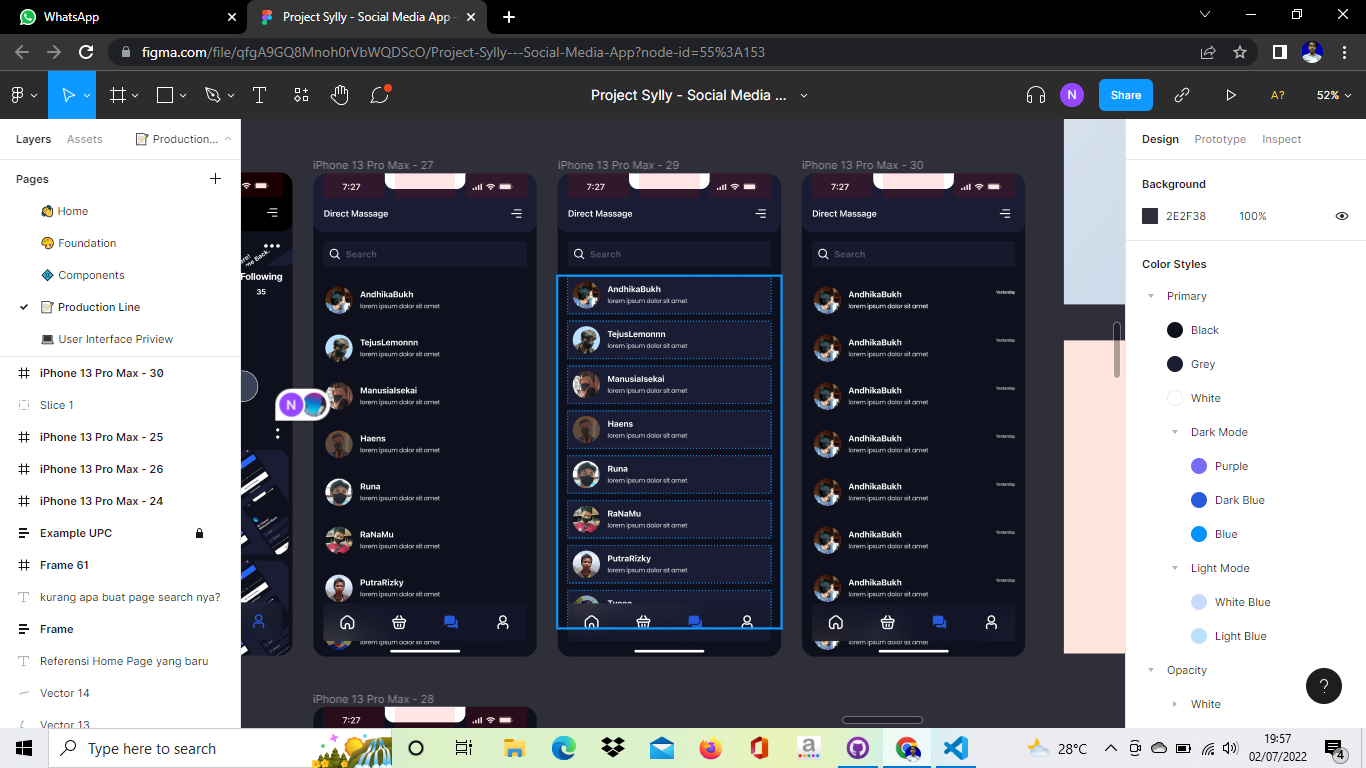 WhatsApp
Project Sylly - Social Media App -
figma.com/file/qfgA9GQ8Mnoh0rVbWQDScO/Project-Sylly---Social-Media-App?node-id=55%3A153
Project Sylly - Social Media ...
N
Share
A?
52%
Layers
Assets
Production...
Pages
Home
Foundation
Components
Production Line
User Interface Priview
iPhone 13 Pro Max - 30
Slice 1
iPhone 13 Pro Max - 25
iPhone 13 Pro Max - 26
iPhone 13 Pro Max - 24
Example UPC
Frame 61
kurang apa buat page search nya?
Frame
Referensi Home Page yang baru
Vector 14
Vector 13
Following
35
N
iPhone 13 Pro Max - 27
7:27
Direct Massage
Search
AndhikaBukh
lorem ipsum dolor sit amet
TejusLemonnn
lorem ipsum dolor sit amet
ManusiaIsekai
lorem ipsum dolor sit amet
Haens
lorem ipsum dolor sit amet
Runa
lorem ipsum dolor sit amet
RaNaMu
lorem ipsum dolor sit amet
PutraRizky
lorem ipsum dolor sit amet
lorem ipsum dolor sit amet
iPhone 13 Pro Max - 29
7:27
Direct Massage
Search
AndhikaBukh
lorem ipsum dolor sit amet
TejusLemonnn
lorem ipsum dolor sit amet
ManusiaIsekai
lorem ipsum dolor sit amet
Haens
lorem ipsum dolor sit amet
Runa
lorem ipsum dolor sit amet
RaNaMu
lorem ipsum dolor sit amet
PutraRizky
lorem ipsum dolor sit amet
iPhone 13 Pro Max - 30
7:27
Direct Massage
Search
AndhikaBukh
Yesterday
lorem ipsum dolor sit amet
AndhikaBukh
Yesterday
lorem ipsum dolor sit amet
AndhikaBukh
Yesterday
lorem ipsum dolor sit amet
AndhikaBukh
Yesterday
lorem ipsum dolor sit amet
AndhikaBukh
Yesterday
lorem ipsum dolor sit amet
AndhikaBukh
Yesterday
lorem ipsum dolor sit amet
AndhikaBukh
Yesterday
lorem ipsum dolor sit amet
lorem ipsum dolor sit amet
iPhone 13 Pro Max - 28
7:27
Design
Prototype
Inspect
Background
2E2F38
100%
Color Styles
Primary
Black
Grey
White
Dark Mode
Purple
Dark Blue
Blue
Light Mode
White Blue
Light Blue
Opacity
White
?
Type here to search
28°C
19:57
02/07/2022
4